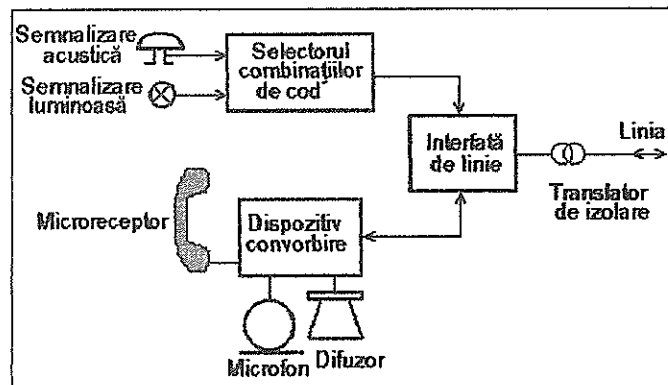 Semnalizare
acustică
Semnalizare
luminoasă
Selectorul
combinațiilor
de cod
Interfață
de linie
Linia
Translator
de izolare
Microreceptor
Dispozitiv
convorbire
Microfon
Difuzor